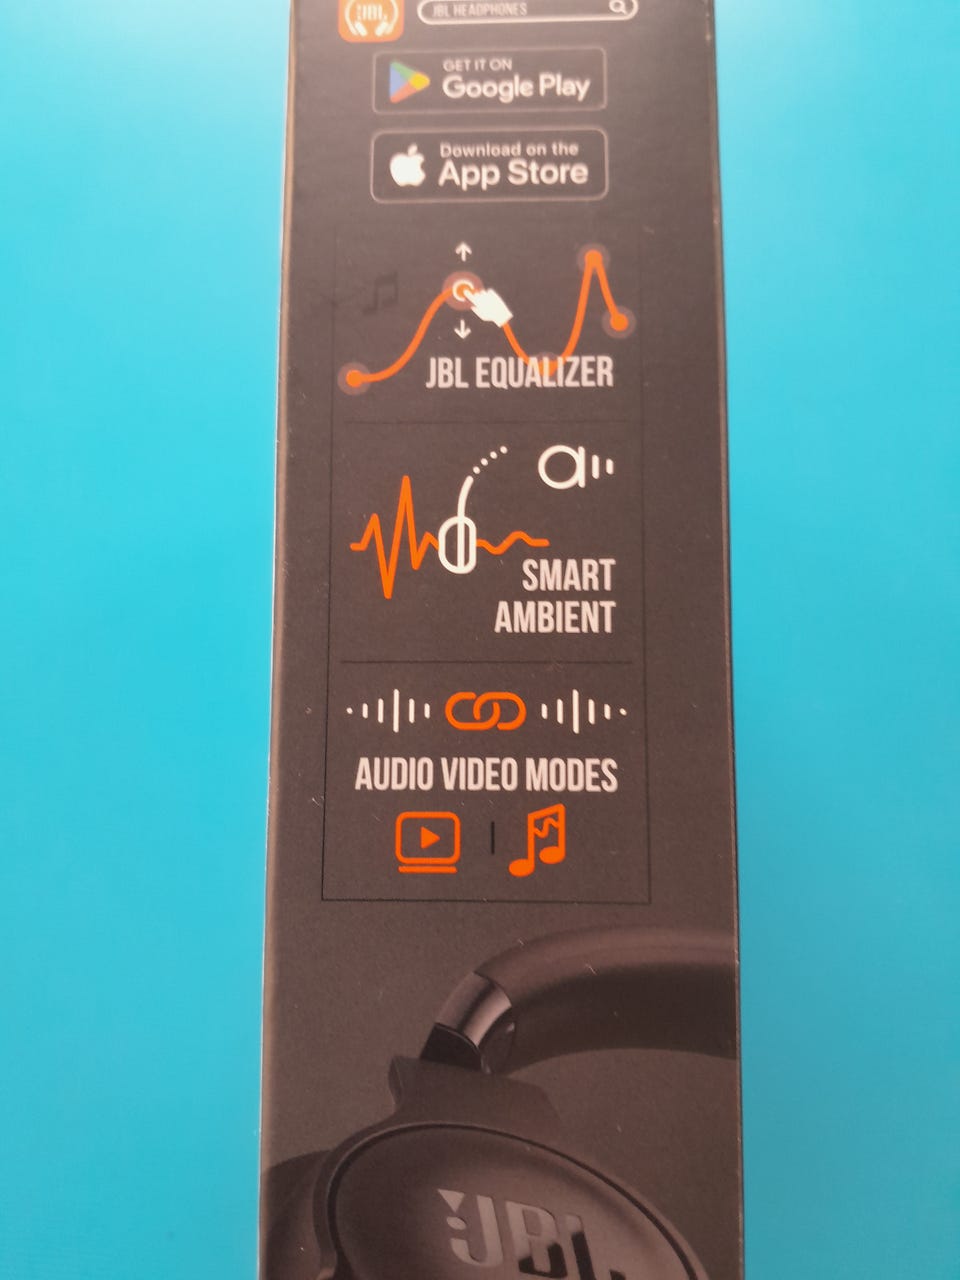 JBL
JBL HEADPHONES
GET IT ON
Google Play
Download on the
App Store
JBL EQUALIZER
a
SMART
AMBIENT
AUDIO VIDEO MODES
JBL